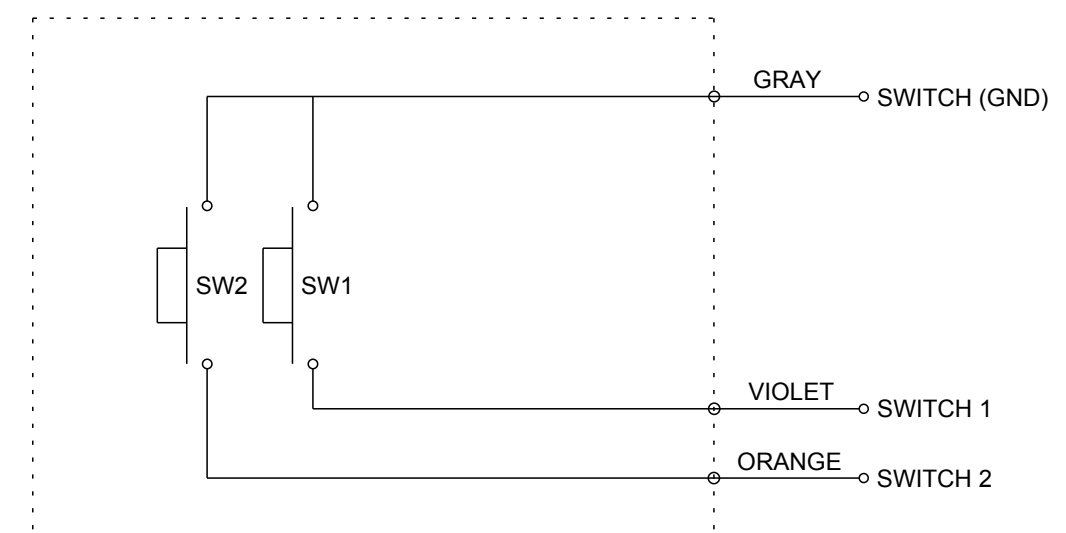 GRAY
SWITCH (GND)
SW2
SW1
VIOLET
SWITCH 1
ORANGE
SWITCH 2